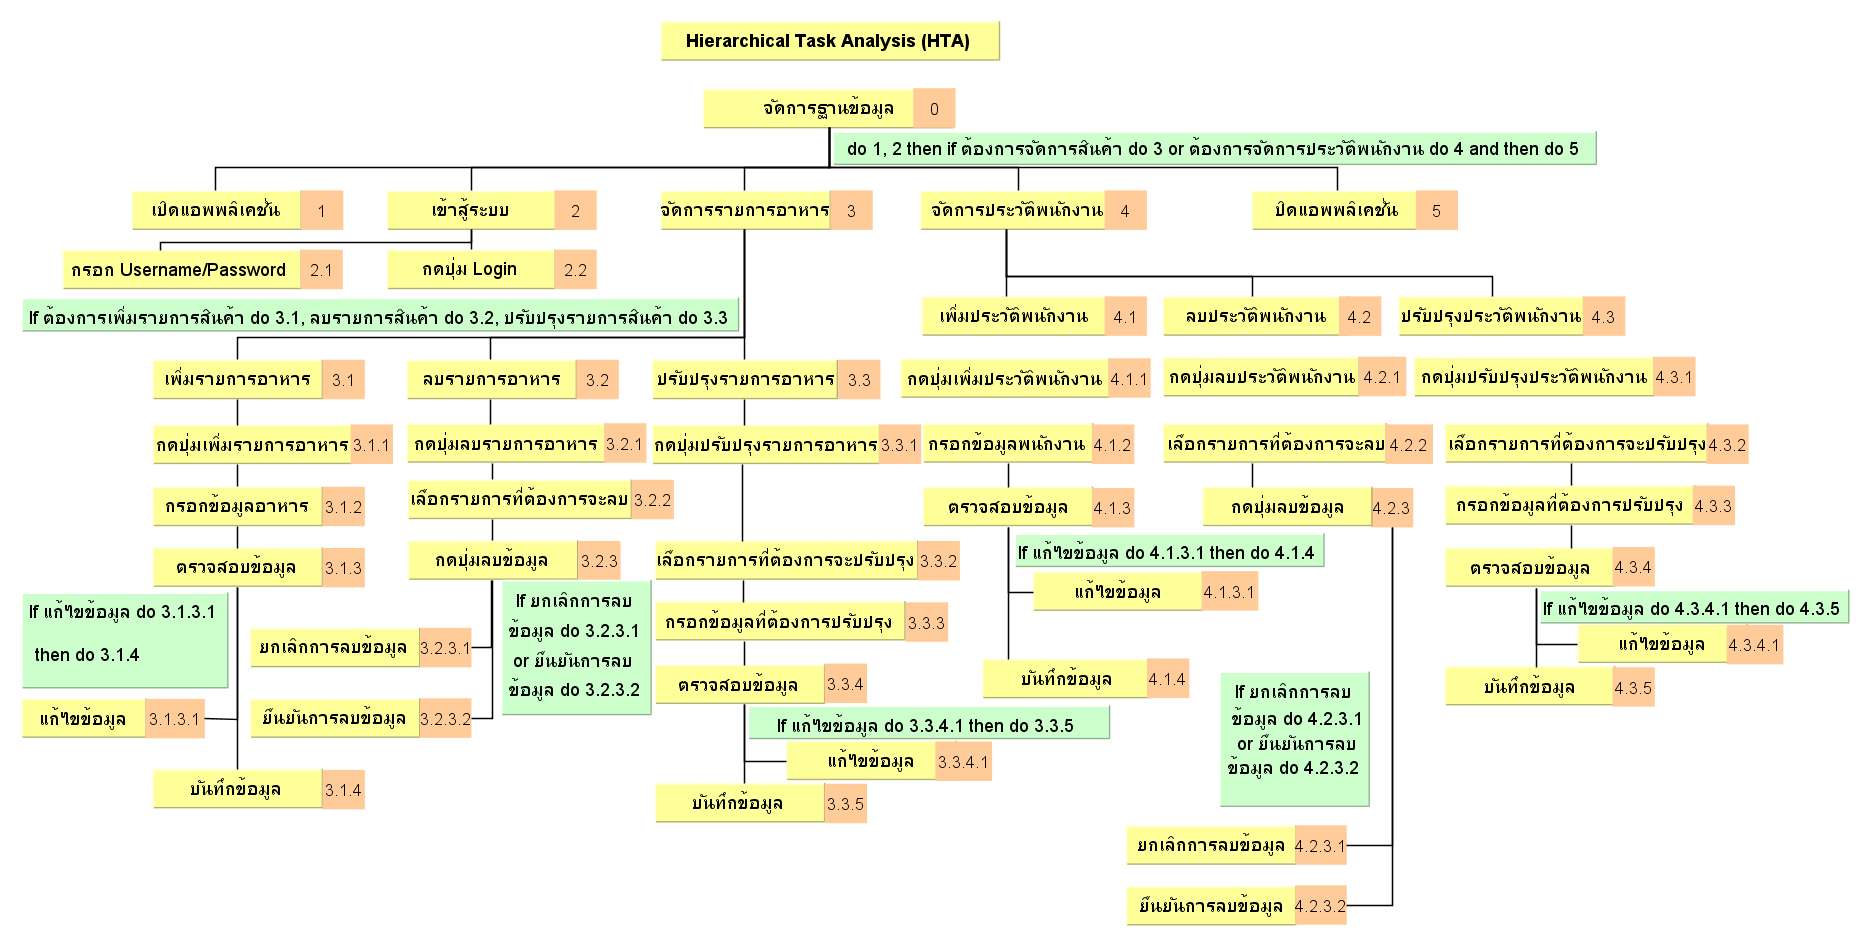 Hierarchical Task Analysis (HTA)
จัดการฐานข้อมูล 0
do 1, 2 then if ต้องการจัดการสินค้า do 3 or ต้องการจัดการประวัติพนักงาน do 4 and then do 5
เปิดแอพพลิเคชั่น 1
เข้าสู่ระบบ 2
จัดการรายการอาหาร 3
จัดการประวัติพนักงาน 4
ปิดแอพพลิเคชั่น 5
กรอก Username/Password 2.1
กดปุ่ม Login 2.2
If ต้องการเพิ่มรายการสินค้า do 3.1, ลบรายการสินค้า do 3.2, ปรับปรุงรายการสินค้า do 3.3
เพิ่มประวัติพนักงาน 4.1
ลบประวัติพนักงาน 4.2
ปรับปรุงประวัติพนักงาน 4.3
เพิ่มรายการอาหาร 3.1
ลบรายการอาหาร 3.2
ปรับปรุงรายการอาหาร 3.3
กดปุ่มเพิ่มประวัติพนักงาน 4.1.1
กดปุ่มลบประวัติพนักงาน 4.2.1
กดปุ่มปรับปรุงประวัติพนักงาน 4.3.1
กดปุ่มเพิ่มรายการอาหาร 3.1.1
กดปุ่มลบรายการอาหาร 3.2.1
กดปุ่มปรับปรุงรายการอาหาร 3.3.1
กรอกข้อมูลพนักงาน 4.1.2
เลือกรายการที่ต้องการจะลบ 4.2.2
เลือกรายการที่ต้องการจะปรับปรุง 4.3.2
กรอกข้อมูลอาหาร 3.1.2
เลือกรายการที่ต้องการจะลบ 3.2.2
ตรวจสอบข้อมูล 4.1.3
กดปุ่มลบข้อมูล 4.2.3
กรอกข้อมูลที่ต้องการปรับปรุง 4.3.3
ตรวจสอบข้อมูล 3.1.3
กดปุ่มลบข้อมูล 3.2.3
เลือกรายการที่ต้องการจะปรับปรุง 3.3.2
If แก้ไขข้อมูล do 4.1.3.1 then do 4.1.4
ตรวจสอบข้อมูล 4.3.4
If แก้ไขข้อมูล do 3.1.3.1
then do 3.1.4
If ยกเลิกการลบ
ข้อมูล do 3.2.3.1
or ยืนยันการลบ
ข้อมูล do 3.2.3.2
แก้ไขข้อมูล 4.1.3.1
If แก้ไขข้อมูล do 4.3.4.1 then do 4.3.5
กรอกข้อมูลที่ต้องการปรับปรุง 3.3.3
ยกเลิกการลบข้อมูล 3.2.3.1
แก้ไขข้อมูล 4.3.4.1
ตรวจสอบข้อมูล 3.3.4
บันทึกข้อมูล 4.1.4
บันทึกข้อมูล 4.3.5
แก้ไขข้อมูล 3.1.3.1
ยืนยันการลบข้อมูล 3.2.3.2
If แก้ไขข้อมูล do 3.3.4.1 then do 3.3.5
If ยกเลิกการลบ
ข้อมูล do 4.2.3.1
or ยืนยันการลบ
ข้อมูล do 4.2.3.2
แก้ไขข้อมูล 3.3.4.1
บันทึกข้อมูล 3.1.4
บันทึกข้อมูล 3.3.5
ยกเลิกการลบข้อมูล 4.2.3.1
ยืนยันการลบข้อมูล 4.2.3.2